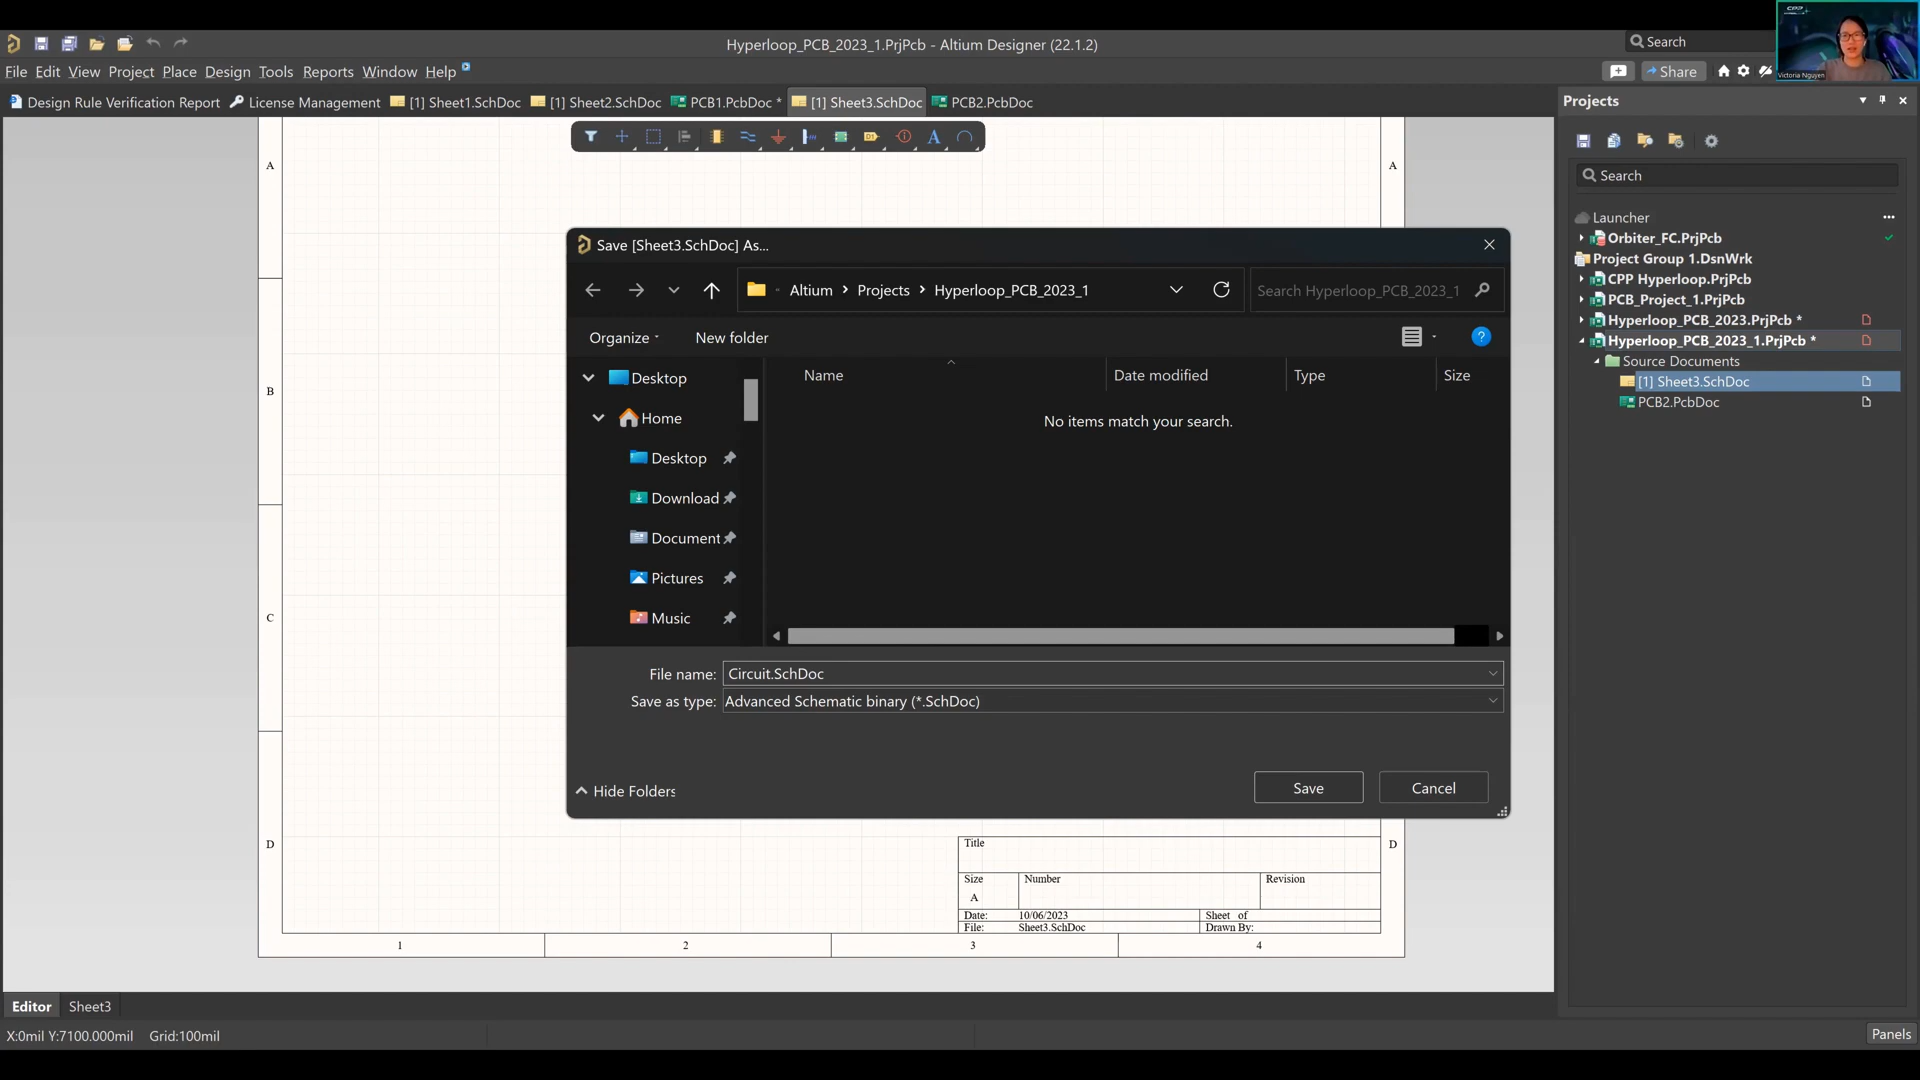 Hyperloop_PCB_2023_1.PrjPcb - Altium Designer (22.1.2)
Search
CPP
Victoria Nguyen
File Edit View Project Place Design Tools Reports Window Help
Share
Design Rule Verification Report License Management [1] Sheet1.SchDoc [1] Sheet2.SchDoc PCB1.PcbDoc * [1] Sheet3.SchDoc PCB2.PcbDoc
Projects
Search
Launcher
Orbiter_FC.PrjPcb
Project Group 1.DsnWrk
CPP Hyperloop.PrjPcb
PCB_Project_1.PrjPcb
Hyperloop_PCB_2023.PrjPcb *
Hyperloop_PCB_2023_1.PrjPcb *
Source Documents
[1] Sheet3.SchDoc
PCB2.PcbDoc
A
A
B
C
D
D
Save [Sheet3.SchDoc] As...
Altium > Projects > Hyperloop_PCB_2023_1
Search Hyperloop_PCB_2023_1
Organize
New folder
Name Date modified Type Size
No items match your search.
Desktop
Home
Desktop
Download
Document
Pictures
Music
File name: Circuit.SchDoc
Save as type: Advanced Schematic binary (*.SchDoc)
Hide Folders
Save
Cancel
Title
Size Number Revision
A
Date: 10/06/2023 Sheet of
File: Sheet3.SchDoc Drawn By:
1 2 3 4
Editor Sheet3
X:0mil Y:7100.000mil Grid:100mil
Panels